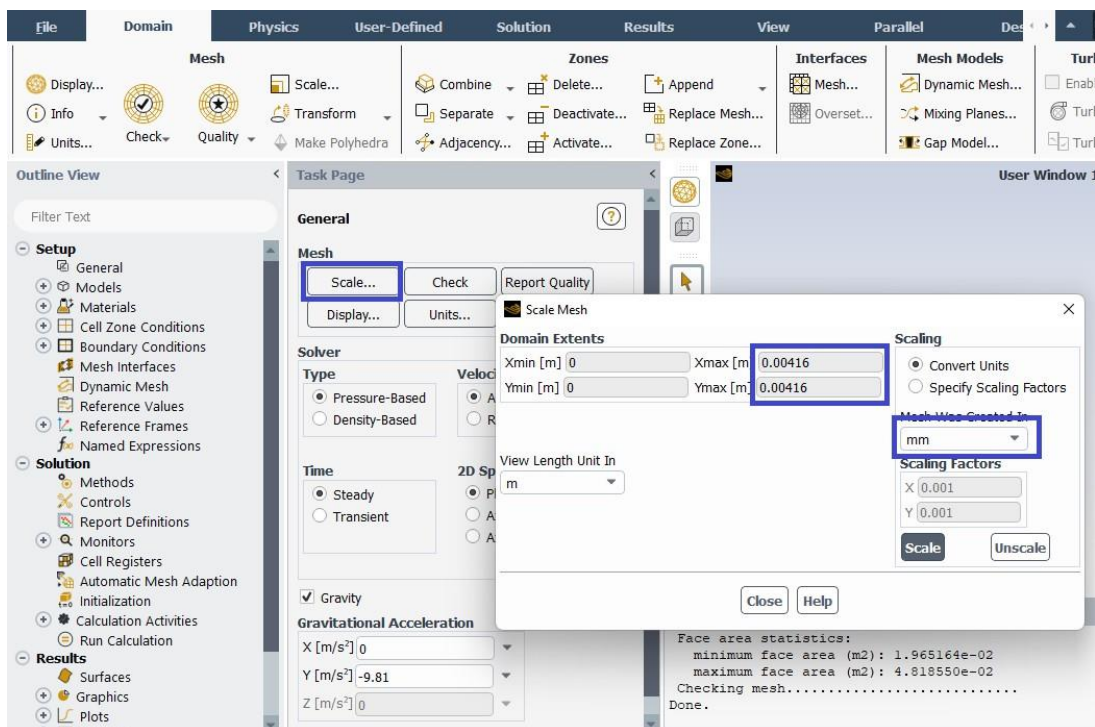 File Domain Physics User-Defined Solution Results View Parallel
Mesh Zones Interfaces Mesh Models
Display... Scale... Combine Delete... Append Mesh... Dynamic Mesh...
Info Transform Separate Deactivate... Replace Mesh... Overset... Mixing Planes...
Units... Check Quality Make Polyhedra Adjacency... Activate... Replace Zone... Gap Model...
Outline View < Task Page < User Window 1
Filter Text
General ?
Setup
General
Models
Materials
Cell Zone Conditions
Boundary Conditions
Mesh Interfaces
Dynamic Mesh
Reference Values
Reference Frames
Named Expressions
Solution
Methods
Controls
Report Definitions
Monitors
Cell Registers
Automatic Mesh Adaption
Initialization
Calculation Activities
Run Calculation
Results
Surfaces
Graphics
Plots
Mesh
Scale... Check Report Quality
Display... Units...
Solver
Type
Pressure-Based
Density-Based
Time
Steady
Transient
Gravity
Gravitational Acceleration
X [m/s²] 0
Y [m/s²] -9.81
Z [m/s²] 0
Scale Mesh
Domain Extents
Xmin [m] 0 Xmax [m 0.00416
Ymin [m] 0 Ymax [m 0.00416
View Length Unit In
m
Scaling
Convert Units
Specify Scaling Factors
Mesh Was Created In
mm
Scaling Factors
X 0.001
Y 0.001
Scale Unscale
Close Help
Face area statistics:
minimum face area (m2): 1.965164e-02
maximum face area (m2): 4.818550e-02
Checking mesh............................
Done.